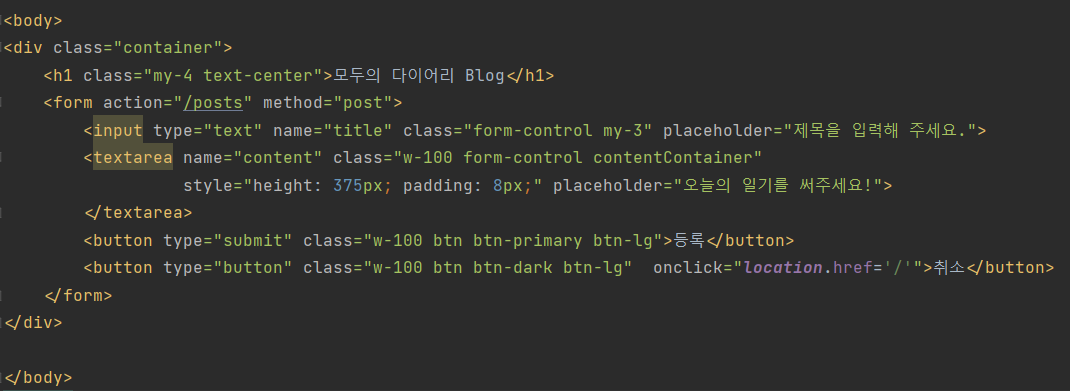 <body>
<div class="container">
    <h1 class="my-4 text-center">모두의 다이어리 Blog</h1>
    <form action="/posts" method="post">
        <input type="text" name="title" class="form-control my-3" placeholder="제목을 입력해 주세요.">
        <textarea name="content" class="w-100 form-control contentContainer"
                  style="height: 375px; padding: 8px;" placeholder="오늘의 일기를 써주세요!">
        </textarea>
        <button type="submit" class="w-100 btn btn-primary btn-lg">등록</button>
        <button type="button" class="w-100 btn btn-dark btn-lg"  onclick="location.href='/'">취소</button>
    </form>
</div>

</body>